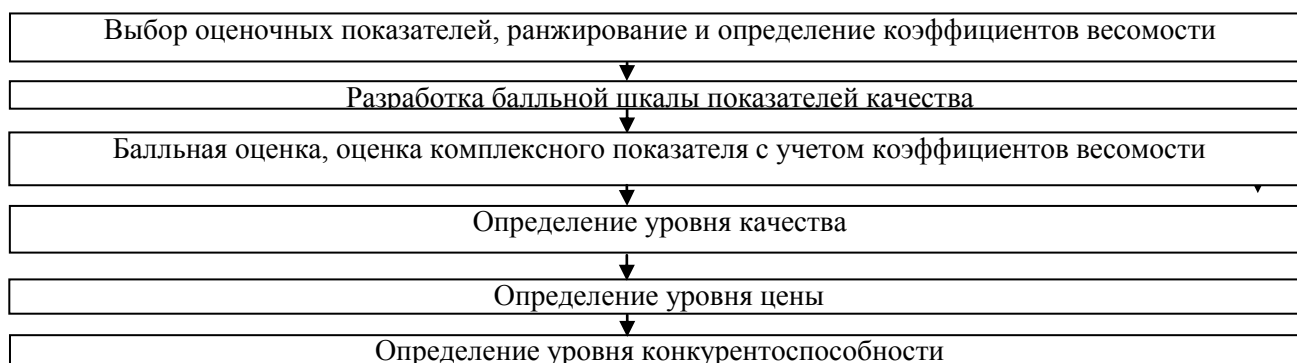 Выбор оценочных показателей, ранжирование и определение коэффициентов весомости
Разработка балльной шкалы показателей качества
Балльная оценка, оценка комплексного показателя с учетом коэффициентов весомости
Определение уровня качества
Определение уровня цены
Определение уровня конкурентоспособности